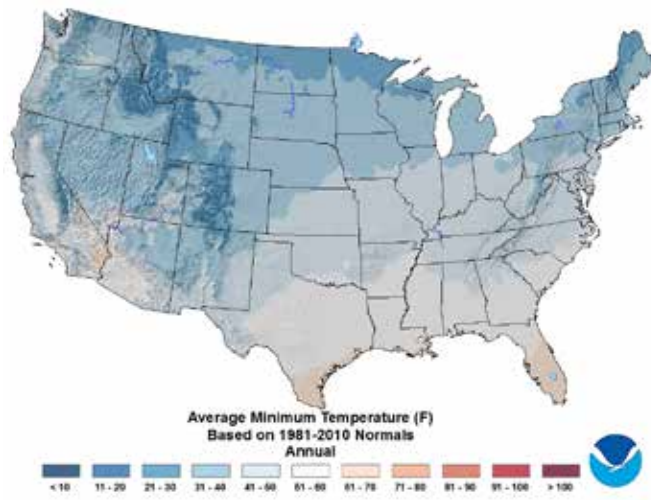 Average Minimum Temperature (F)
Based on 1981-2010 Normals
Annual
< 10 11 - 20 21 - 30 31 - 40 41 - 50 51 - 60 61 - 70 71 - 80 81 - 90 91 - 100 > 100